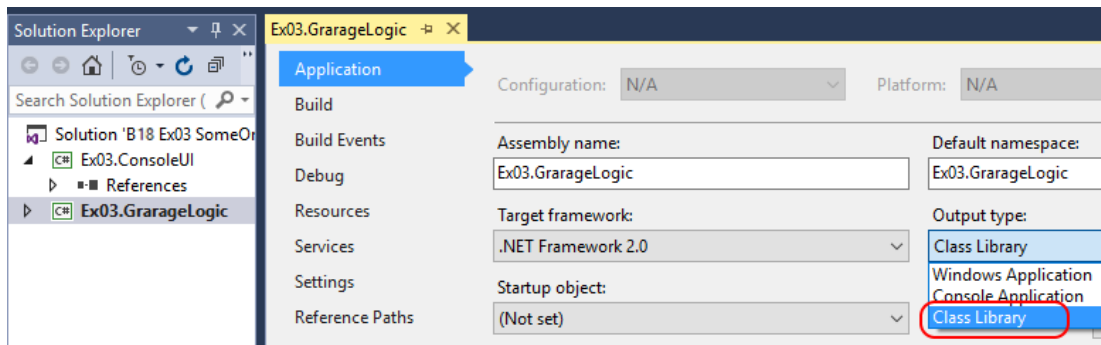 Solution Explorer
Search Solution Explorer (
Solution 'B18 Ex03 SomeOr
C# Ex03.ConsoleUI
References
C# Ex03.GrarageLogic
Ex03.GrarageLogic
Application
Build
Build Events
Debug
Resources
Services
Settings
Reference Paths
Configuration: N/A Platform: N/A
Assembly name: Default namespace:
Ex03.GrarageLogic Ex03.GrarageLogic
Target framework: Output type:
.NET Framework 2.0 Class Library
Windows Application
Console Application
Startup object:
(Not set) Class Library